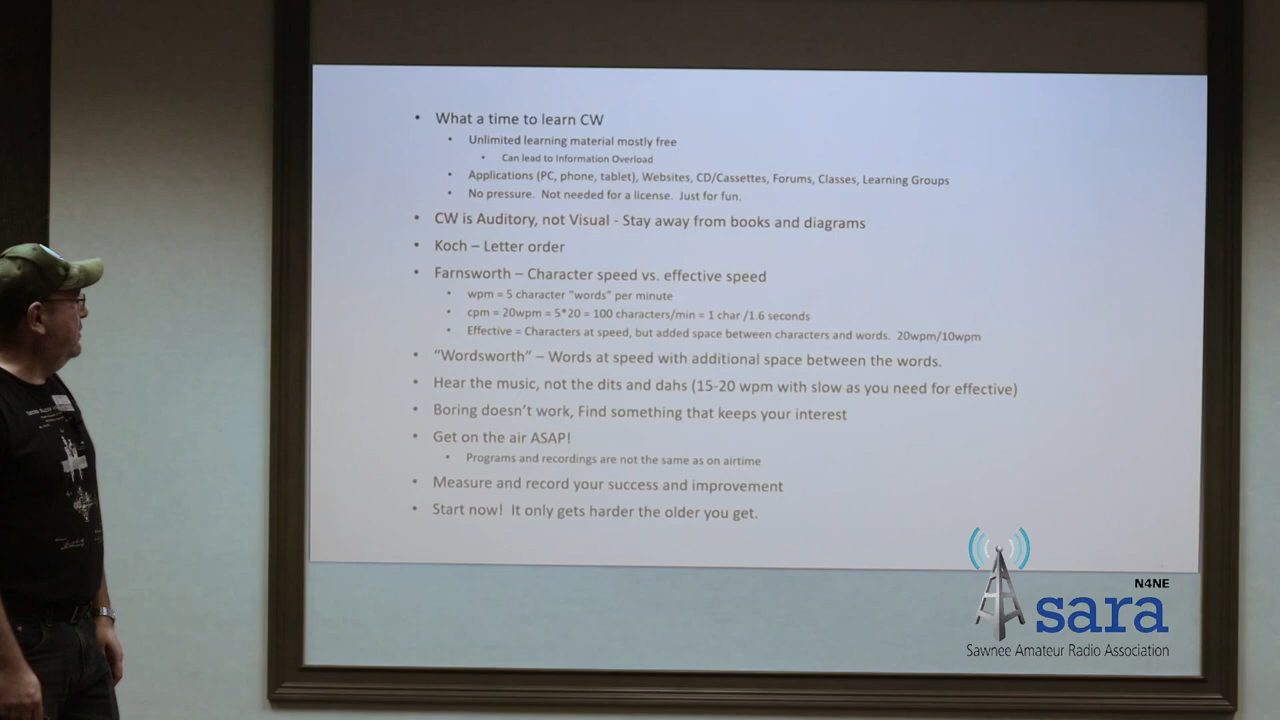 • What a time to learn CW
• Unlimited learning material mostly free
• Can lead to Information Overload
• Applications (PC, phone, tablet), Websites, CD/Cassettes, Forums, Classes, Learning Groups
• No pressure.  Not needed for a license.  Just for fun.
• CW is Auditory, not Visual - Stay away from books and diagrams
• Koch – Letter order
• Farnsworth – Character speed vs. effective speed
• wpm = 5 character "words" per minute
• cpm = 20wpm = 5*20 = 100 characters/min = 1 char /1.6 seconds
• Effective = Characters at speed, but added space between characters and words.  20wpm/10wpm
• "Wordsworth" – Words at speed with additional space between the words.
• Hear the music, not the dits and dahs (15-20 wpm with slow as you need for effective)
• Boring doesn't work, Find something that keeps your interest
• Get on the air ASAP!
• Programs and recordings are not the same as on airtime
• Measure and record your success and improvement
• Start now!  It only gets harder the older you get.
N4NE
sara
Sawnee Amateur Radio Association